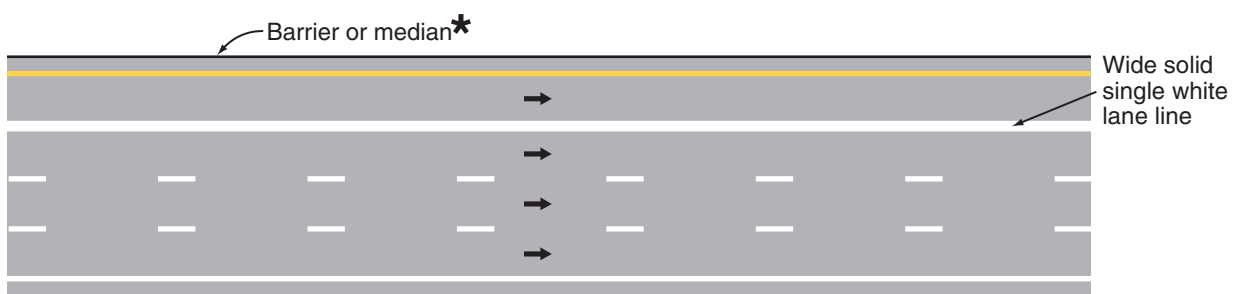 Barrier or median*
Wide solid
single white
lane line